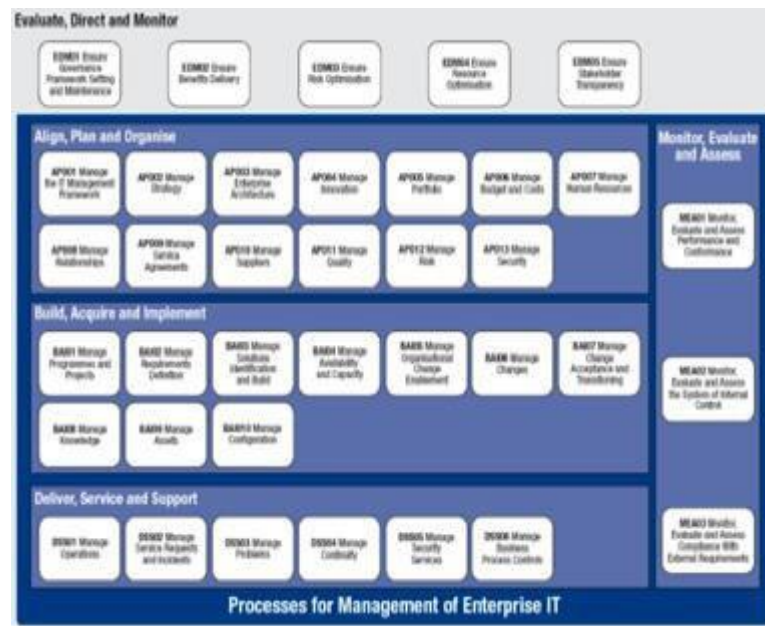 Evaluate, Direct and Monitor
EDM01 Ensure
Governance
Framework Setting
and Maintenance
EDM02 Ensure
Benefits Delivery
EDM03 Ensure
Risk Optimisation
EDM04 Ensure
Resource
Optimisation
EDM05 Ensure
Stakeholder
Transparency
Align, Plan and Organise
APO01 Manage
the IT Management
Framework
APO02 Manage
Strategy
APO03 Manage
Enterprise
Architecture
APO04 Manage
Innovation
APO05 Manage
Portfolio
APO06 Manage
Budget and Costs
APO07 Manage
Human Resources
APO08 Manage
Relationships
APO09 Manage
Service
Agreements
APO10 Manage
Suppliers
APO11 Manage
Quality
APO12 Manage
Risk
APO13 Manage
Security
Build, Acquire and Implement
BAI01 Manage
Programmes and
Projects
BAI02 Manage
Requirements
Definition
BAI03 Manage
Solutions
Identification
and Build
BAI04 Manage
Availability
and Capacity
BAI05 Manage
Organisational
Change
Enablement
BAI06 Manage
Changes
BAI07 Manage
Change
Acceptance and
Transitioning
BAI08 Manage
Knowledge
BAI09 Manage
Assets
BAI10 Manage
Configuration
Deliver, Service and Support
DSS01 Manage
Operations
DSS02 Manage
Service Requests
and Incidents
DSS03 Manage
Problems
DSS04 Manage
Continuity
DSS05 Manage
Security
Services
DSS06 Manage
Business
Process Controls
Monitor, Evaluate
and Assess
MEA01 Monitor,
Evaluate and Assess
Performance and
Conformance
MEA02 Monitor,
Evaluate and Assess
the System of Internal
Control
MEA03 Monitor,
Evaluate and Assess
Compliance With
External Requirements
Processes for Management of Enterprise IT